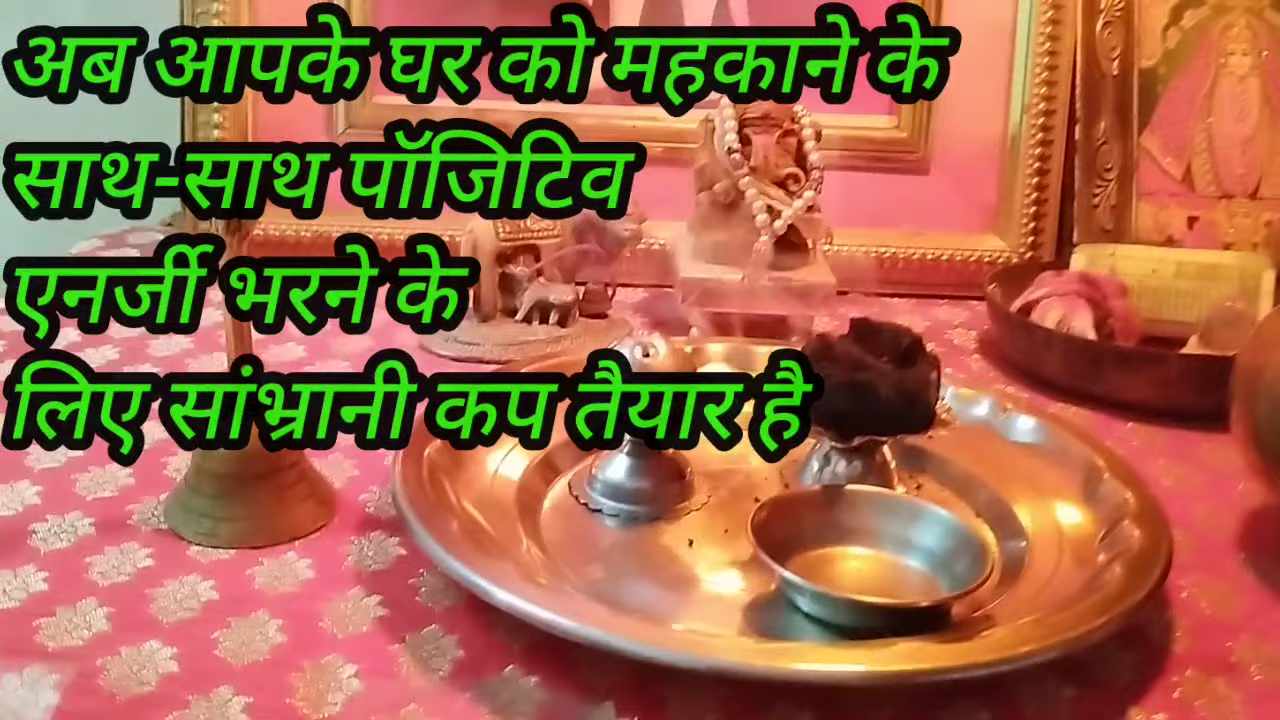 अब आपके घर को महकाने के
साथ-साथ पॉजिटिव
एनर्जी भरने के
लिए सांभ्रानी कप तैयार है